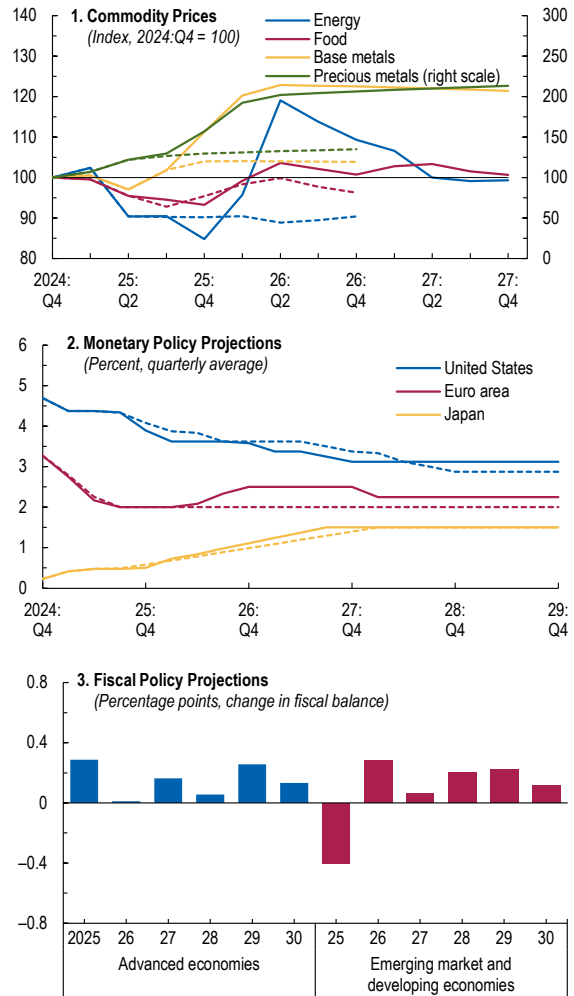 1. Commodity Prices
(Index, 2024:Q4 = 100)
Energy
Food
Base metals
Precious metals (right scale)
140
130
120
110
100
90
80
300
250
200
150
100
50
0
2024: 25: 25: 26: 26: 27: 27:
Q4 Q2 Q4 Q2 Q4 Q2 Q4
2. Monetary Policy Projections
(Percent, quarterly average)
United States
Euro area
Japan
6
5
4
3
2
1
0
2024: 25: 26: 27: 28: 29:
Q4 Q4 Q4 Q4 Q4 Q4
3. Fiscal Policy Projections
(Percentage points, change in fiscal balance)
0.8
0.4
0
–0.4
–0.8
2025 26 27 28 29 30 25 26 27 28 29 30
Advanced economies
Emerging market and
developing economies